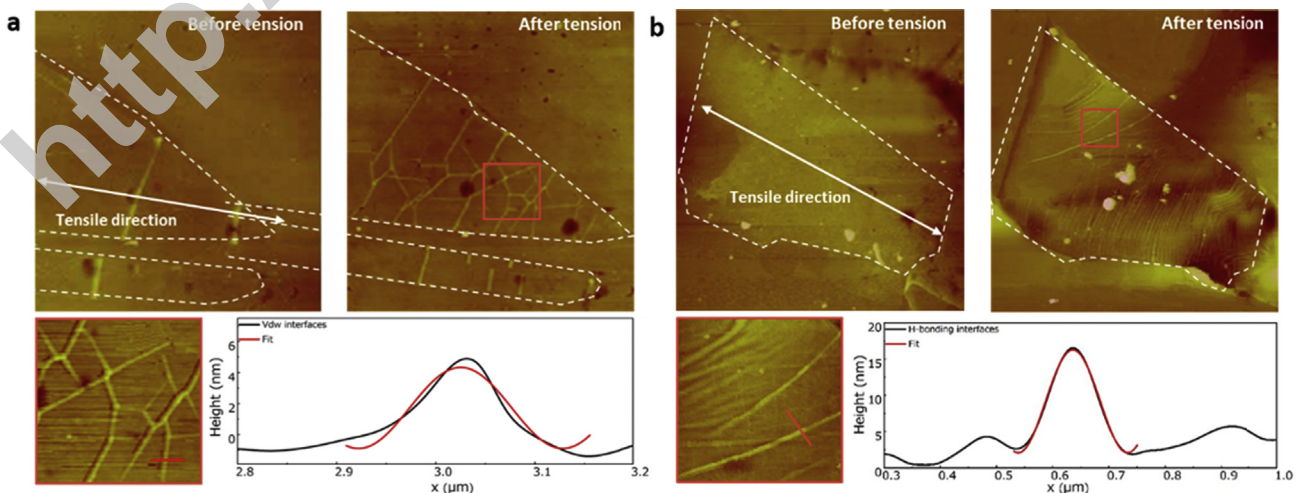 http.
a
Before tension
Tensile direction
After tension
b
Before tension
Tensile direction
After tension
Vdw interfaces
Fit
Height (nm)
6
4
2
0
2.8
2.9
3.0
3.1
3.2
x (μm)
H-bonding interfaces
Fit
Height (nm)
20
15
10
5
0
0.3
0.4
0.5
0.6
0.7
0.8
0.9
1.0
x (μm)